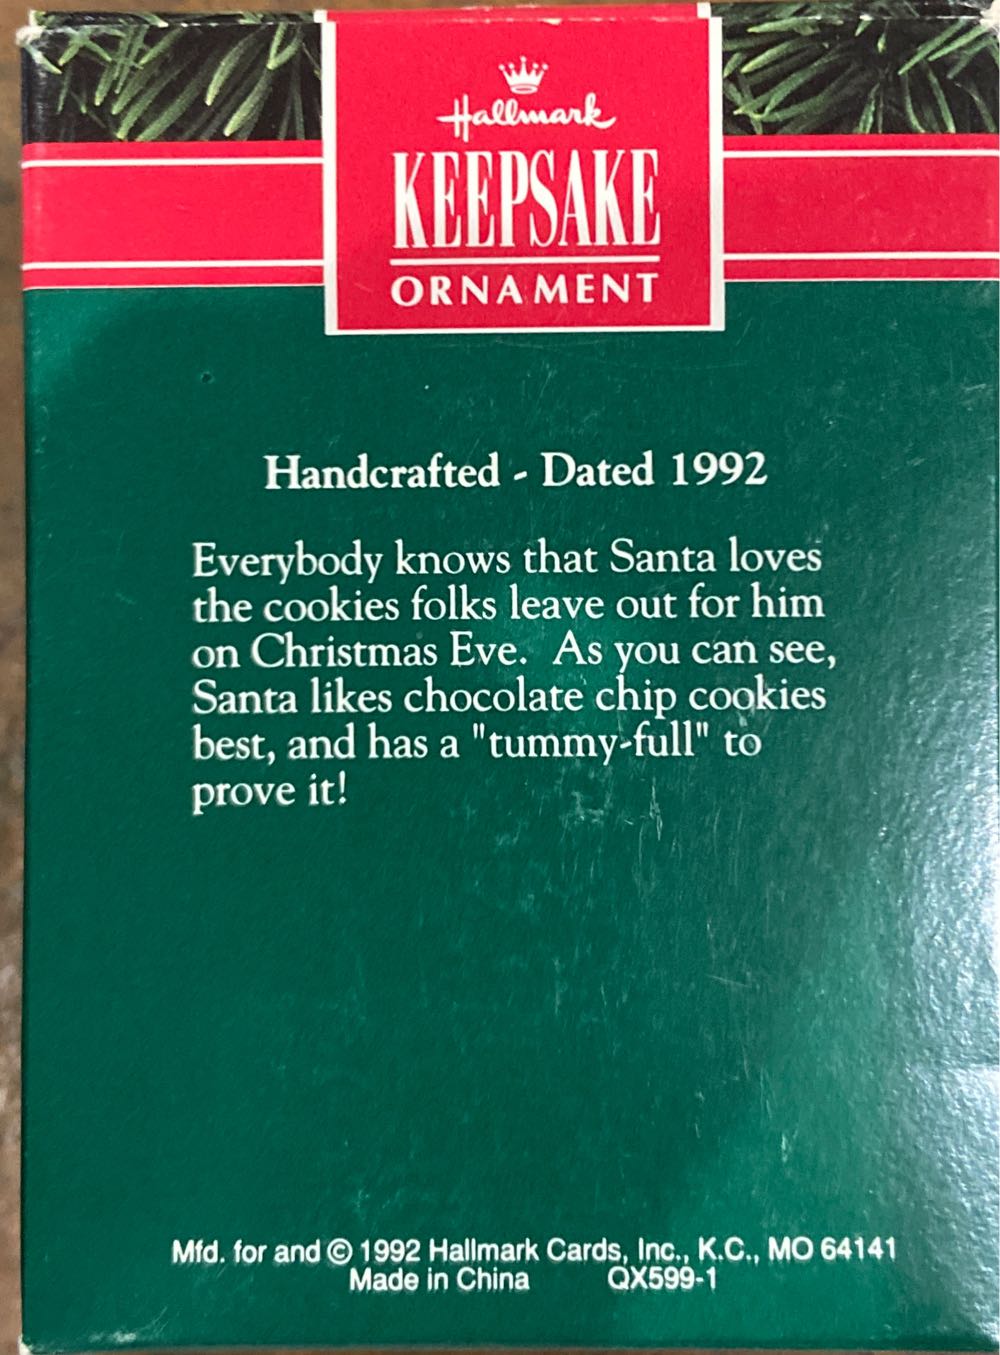 Hallmark
KEEPSAKE
ORNAMENT
Handcrafted - Dated 1992
Everybody knows that Santa loves
the cookies folks leave out for him
on Christmas Eve.  As you can see,
Santa likes chocolate chip cookies
best, and has a "tummy-full" to
prove it!
Mfd. for and © 1992 Hallmark Cards, Inc., K.C., MO 64141
Made in China QX599-1